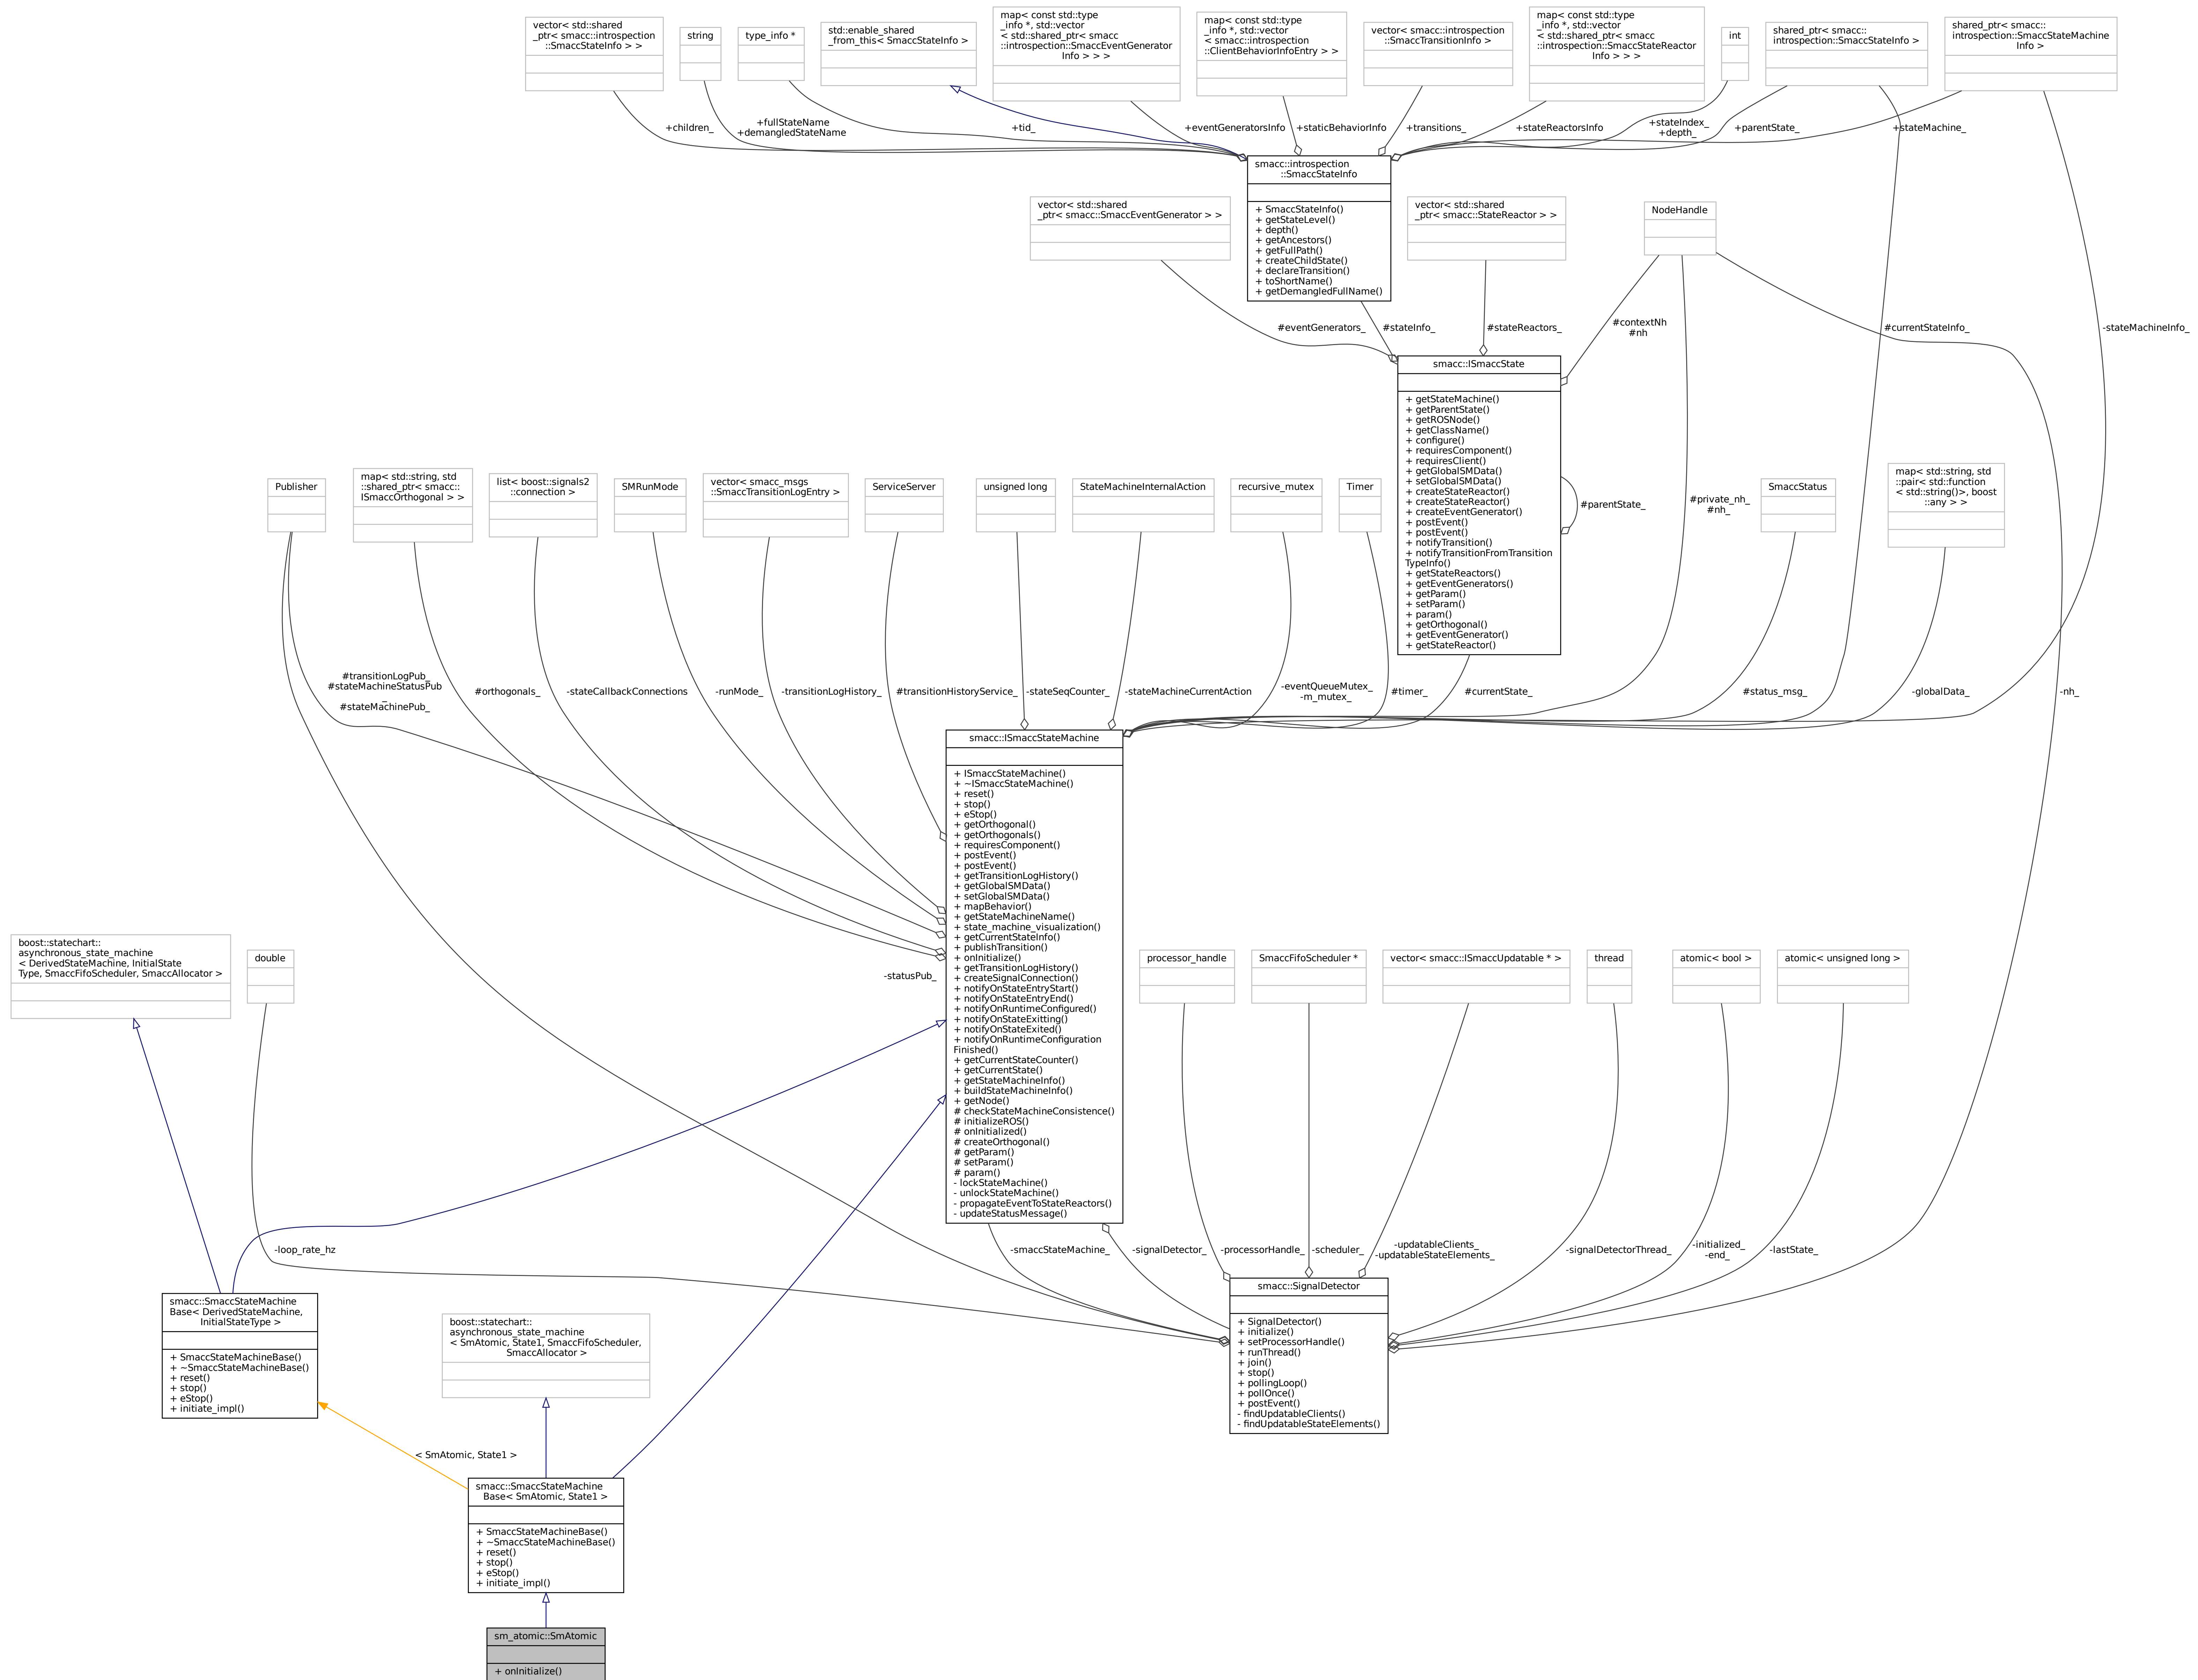 vector< std::shared
_ptr< smacc::introspection
::SmaccStateInfo > >
string
type_info *
std::enable_shared
_from_this< SmaccStateInfo >
map< const std::type
_info *, std::vector
< std::shared_ptr< smacc
::introspection::SmaccEventGenerator
Info > > >
map< const std::type
_info *, std::vector
< smacc::introspection
::ClientBehaviorInfoEntry > >
vector< smacc::introspection
::SmaccTransitionInfo >
map< const std::type
_info *, std::vector
< std::shared_ptr< smacc
::introspection::SmaccStateReactor
Info > > >
int
shared_ptr< smacc::
introspection::SmaccStateInfo >
shared_ptr< smacc::
introspection::SmaccStateMachine
Info >
+children_
+fullStateName
+demangledStateName
+tid_
+eventGeneratorsInfo
+staticBehaviorInfo
+transitions_
+stateReactorsInfo
+stateIndex_
+depth_
+parentState_
+stateMachine_
smacc::introspection
::SmaccStateInfo
+ SmaccStateInfo()
+ getStateLevel()
+ depth()
+ getAncestors()
+ getFullPath()
+ createChildState()
+ declareTransition()
+ toShortName()
+ getDemangledFullName()
vector< std::shared
_ptr< smacc::SmaccEventGenerator > >
vector< std::shared
_ptr< smacc::StateReactor > >
NodeHandle
#eventGenerators_
#stateInfo_
#stateReactors_
#contextNh
#nh
#currentStateInfo_
-stateMachineInfo_
smacc::ISmaccState
+ getStateMachine()
+ getParentState()
+ getROSNode()
+ getClassName()
+ configure()
+ requiresComponent()
+ requiresClient()
+ getGlobalSMData()
+ setGlobalSMData()
+ createStateReactor()
+ createStateReactor()
+ createEventGenerator()
+ postEvent()
+ postEvent()
+ notifyTransition()
+ notifyTransitionFromTransition
TypeInfo()
+ getStateReactors()
+ getEventGenerators()
+ getParam()
+ setParam()
+ param()
+ getOrthogonal()
+ getEventGenerator()
+ getStateReactor()
#parentState_
#private_nh_
#nh_
Publisher
map< std::string, std
::shared_ptr< smacc::
ISmaccOrthogonal > >
list< boost::signals2
::connection >
SMRunMode
vector< smacc_msgs
::SmaccTransitionLogEntry >
ServiceServer
unsigned long
StateMachineInternalAction
recursive_mutex
Timer
SmaccStatus
map< std::string, std
::pair< std::function
< std::string()>, boost
::any > >
#transitionLogPub_
#stateMachineStatusPub
_
#stateMachinePub_
#orthogonals_
-stateCallbackConnections
-runMode_
-transitionLogHistory_
#transitionHistoryService_
-stateSeqCounter_
-stateMachineCurrentAction
-eventQueueMutex_
-m_mutex_
#timer_
#currentState_
#status_msg_
-globalData_
-nh_
smacc::ISmaccStateMachine
+ ISmaccStateMachine()
+ ~ISmaccStateMachine()
+ reset()
+ stop()
+ eStop()
+ getOrthogonal()
+ getOrthogonals()
+ requiresComponent()
+ postEvent()
+ postEvent()
+ getTransitionLogHistory()
+ getGlobalSMData()
+ setGlobalSMData()
+ mapBehavior()
+ getStateMachineName()
+ state_machine_visualization()
+ getCurrentStateInfo()
+ publishTransition()
+ onInitialize()
+ getTransitionLogHistory()
+ createSignalConnection()
+ notifyOnStateEntryStart()
+ notifyOnStateEntryEnd()
+ notifyOnRuntimeConfigured()
+ notifyOnStateExitting()
+ notifyOnStateExited()
+ notifyOnRuntimeConfiguration
Finished()
+ getCurrentStateCounter()
+ getCurrentState()
+ getStateMachineInfo()
+ buildStateMachineInfo()
+ getNode()
# checkStateMachineConsistence()
# initializeROS()
# onInitialized()
# createOrthogonal()
# getParam()
# setParam()
# param()
- lockStateMachine()
- unlockStateMachine()
- propagateEventToStateReactors()
- updateStatusMessage()
boost::statechart::
asynchronous_state_machine
< DerivedStateMachine, InitialState
Type, SmaccFifoScheduler, SmaccAllocator >
double
-statusPub_
processor_handle
SmaccFifoScheduler *
vector< smacc::ISmaccUpdatable * >
thread
atomic< bool >
atomic< unsigned long >
-loop_rate_hz
-smaccStateMachine_
-signalDetector_
-processorHandle_
-scheduler_
-updatableClients_
-updatableStateElements_
-signalDetectorThread_
-initialized_
-end_
-lastState_
smacc::SmaccStateMachine
Base< DerivedStateMachine,
InitialStateType >
+ SmaccStateMachineBase()
+ ~SmaccStateMachineBase()
+ reset()
+ stop()
+ eStop()
+ initiate_impl()
boost::statechart::
asynchronous_state_machine
< SmAtomic, State1, SmaccFifoScheduler,
SmaccAllocator >
smacc::SignalDetector
+ SignalDetector()
+ initialize()
+ setProcessorHandle()
+ runThread()
+ join()
+ stop()
+ pollingLoop()
+ pollOnce()
+ postEvent()
- findUpdatableClients()
- findUpdatableStateElements()
< SmAtomic, State1 >
smacc::SmaccStateMachine
Base< SmAtomic, State1 >
+ SmaccStateMachineBase()
+ ~SmaccStateMachineBase()
+ reset()
+ stop()
+ eStop()
+ initiate_impl()
sm_atomic::SmAtomic
+ onInitialize()